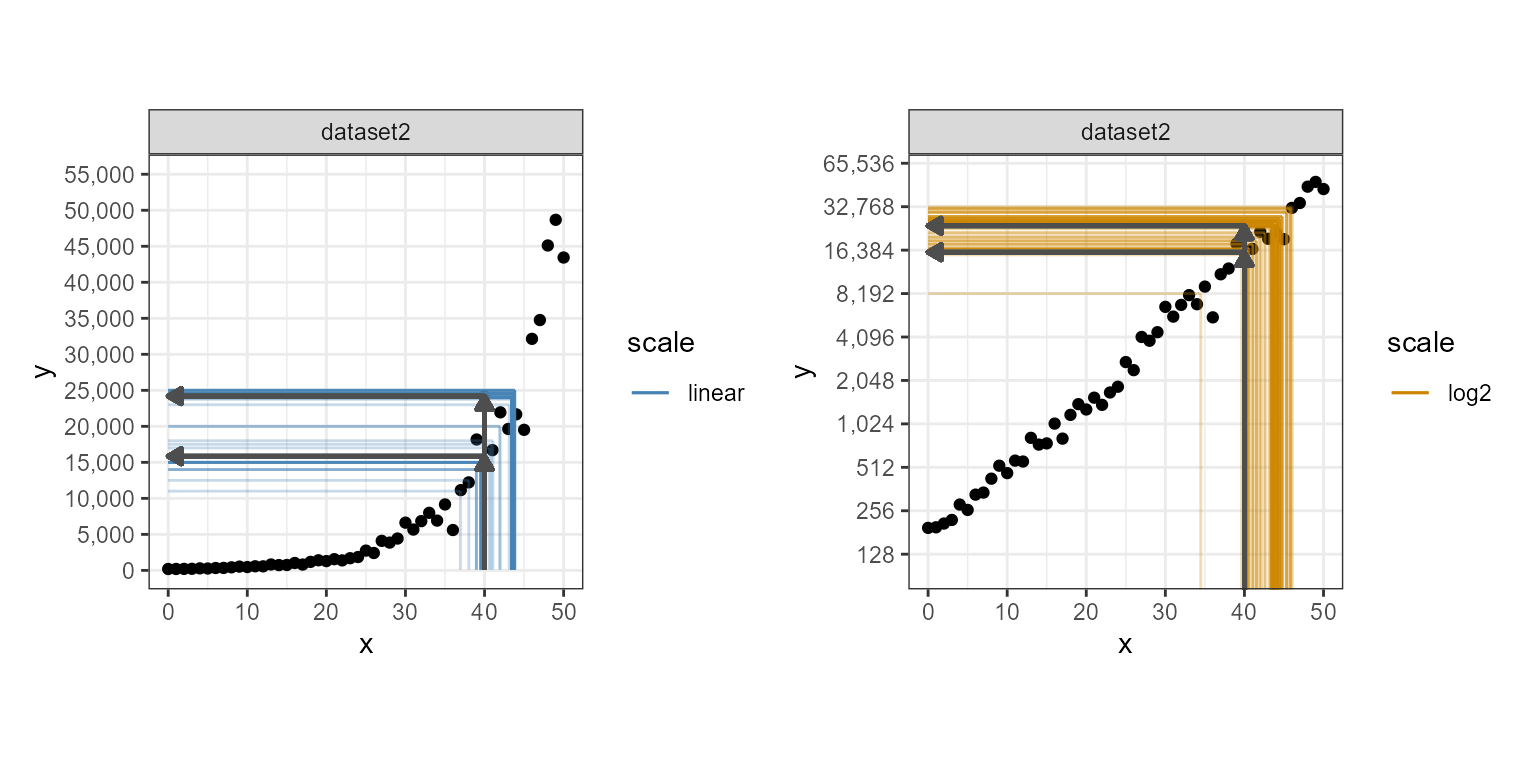 dataset2
55,000
50,000
45,000
40,000
35,000
30,000
25,000
20,000
15,000
10,000
5,000
0
y
0 10 20 30 40 50
x
scale
linear
dataset2
65,536
32,768
16,384
8,192
4,096
2,048
1,024
512
256
128
y
0 10 20 30 40 50
x
scale
log2